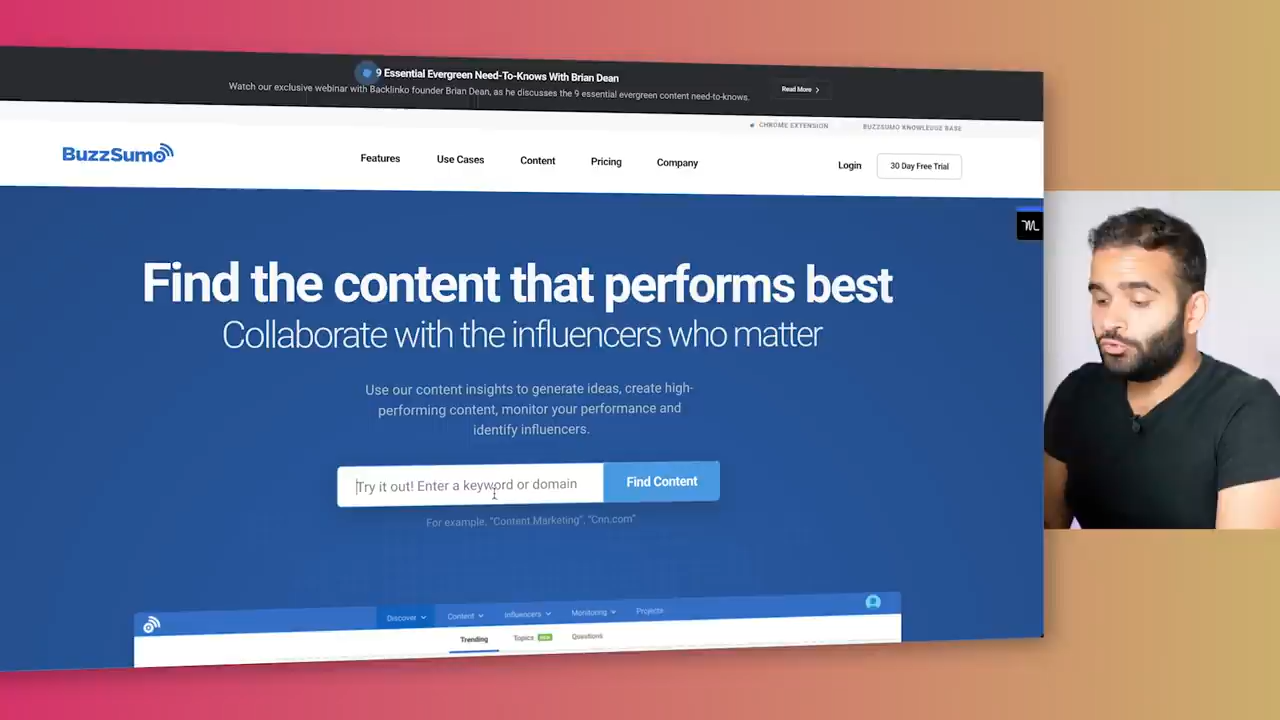 9 Essential Evergreen Need-To-Knows With Brian Dean
Watch our exclusive webinar with Backlinko founder Brian Dean, as he discusses the 9 essential evergreen content need-to-knows.
Read More >
CHROME EXTENSION
BUZZSUMO KNOWLEDGE BASE
BuzzSumo
Features
Use Cases
Content
Pricing
Company
Login
30 Day Free Trial
Find the content that performs best
Collaborate with the influencers who matter
Use our content insights to generate ideas, create high-
performing content, monitor your performance and
identify influencers.
Try it out! Enter a keyword or domain
Find Content
For example, "Content Marketing", "Cnn.com"
Discover
Content
Influencers
Monitoring
Projects
Trending
Topics NEW
Questions